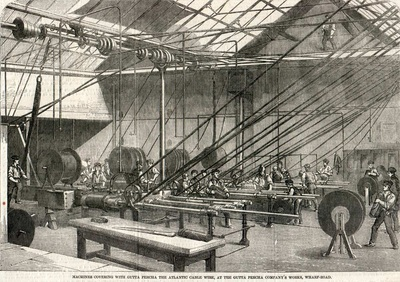 MACHINES COVERING WITH GUTTA PERCHA THE ATLANTIC CABLE WIRE, AT THE GUTTA PERCHA COMPANY'S WORKS, WHARF-ROAD.